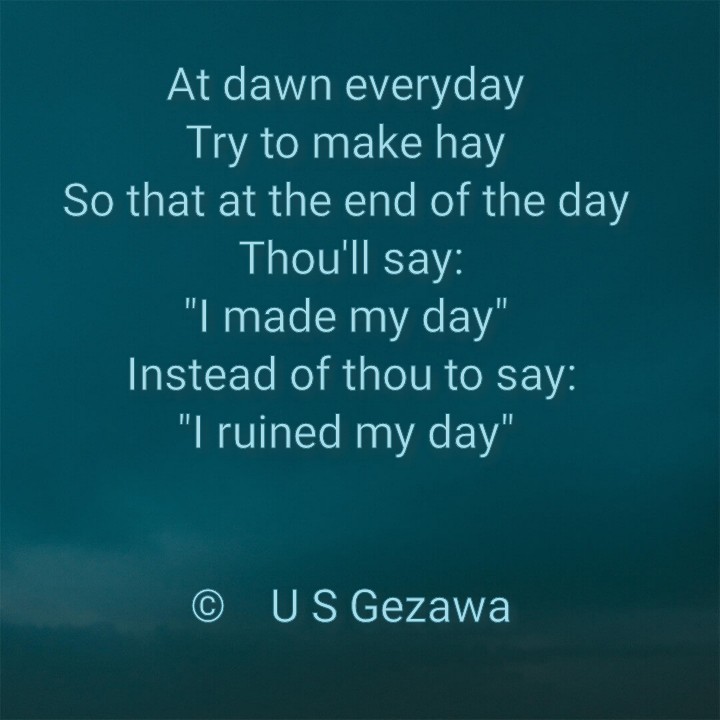 At dawn everyday
Try to make hay
So that at the end of the day
Thou'll say:
"I made my day"
Instead of thou to say:
"I ruined my day"
© U S Gezawa